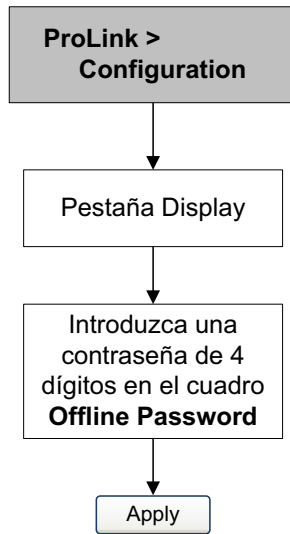 ProLink >
Configuration
Pestaña Display
Introduzca una
contraseña de 4
dígitos en el cuadro
Offline Password
Apply